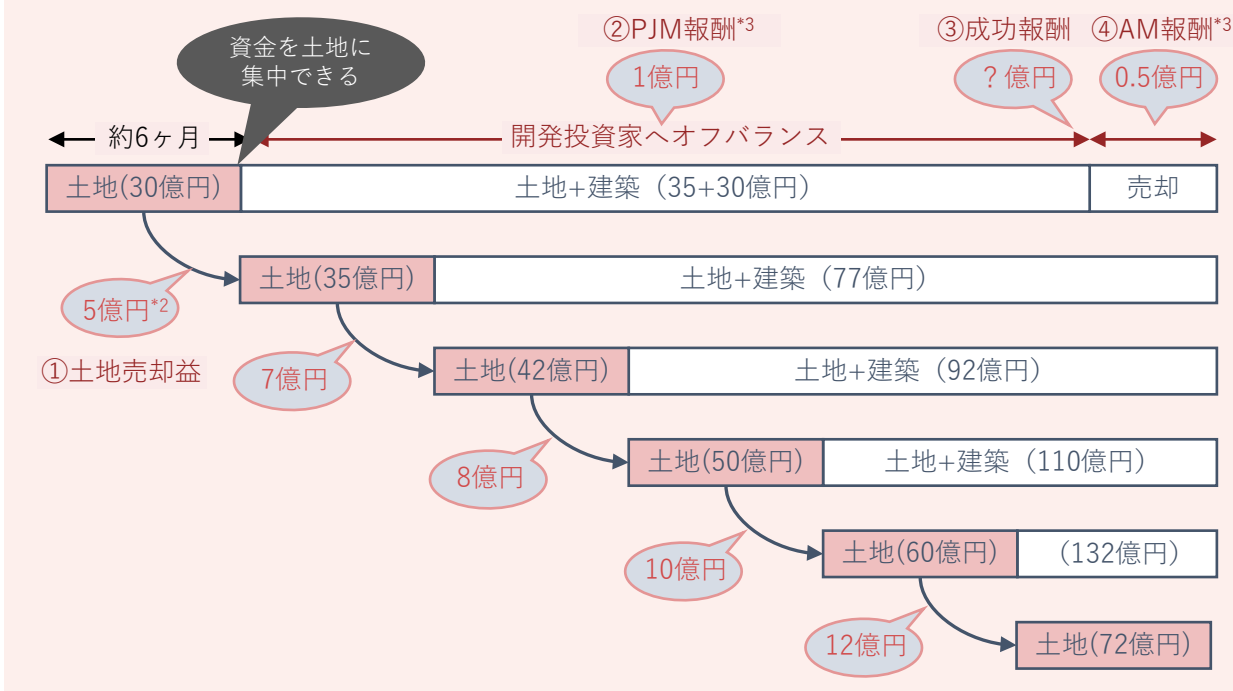 資金を土地に
集中できる
②PJM報酬*3
③成功報酬
④AM報酬*3
1億円
?億円
0.5億円
約6ヶ月
開発投資家へオフバランス
土地(30億円)
土地+建築（35+30億円）
売却
5億円*2
土地(35億円)
土地+建築（77億円）
①土地売却益
7億円
土地(42億円)
土地+建築（92億円）
8億円
土地(50億円)
土地+建築（110億円）
10億円
土地(60億円)
(132億円)
12億円
土地(72億円)